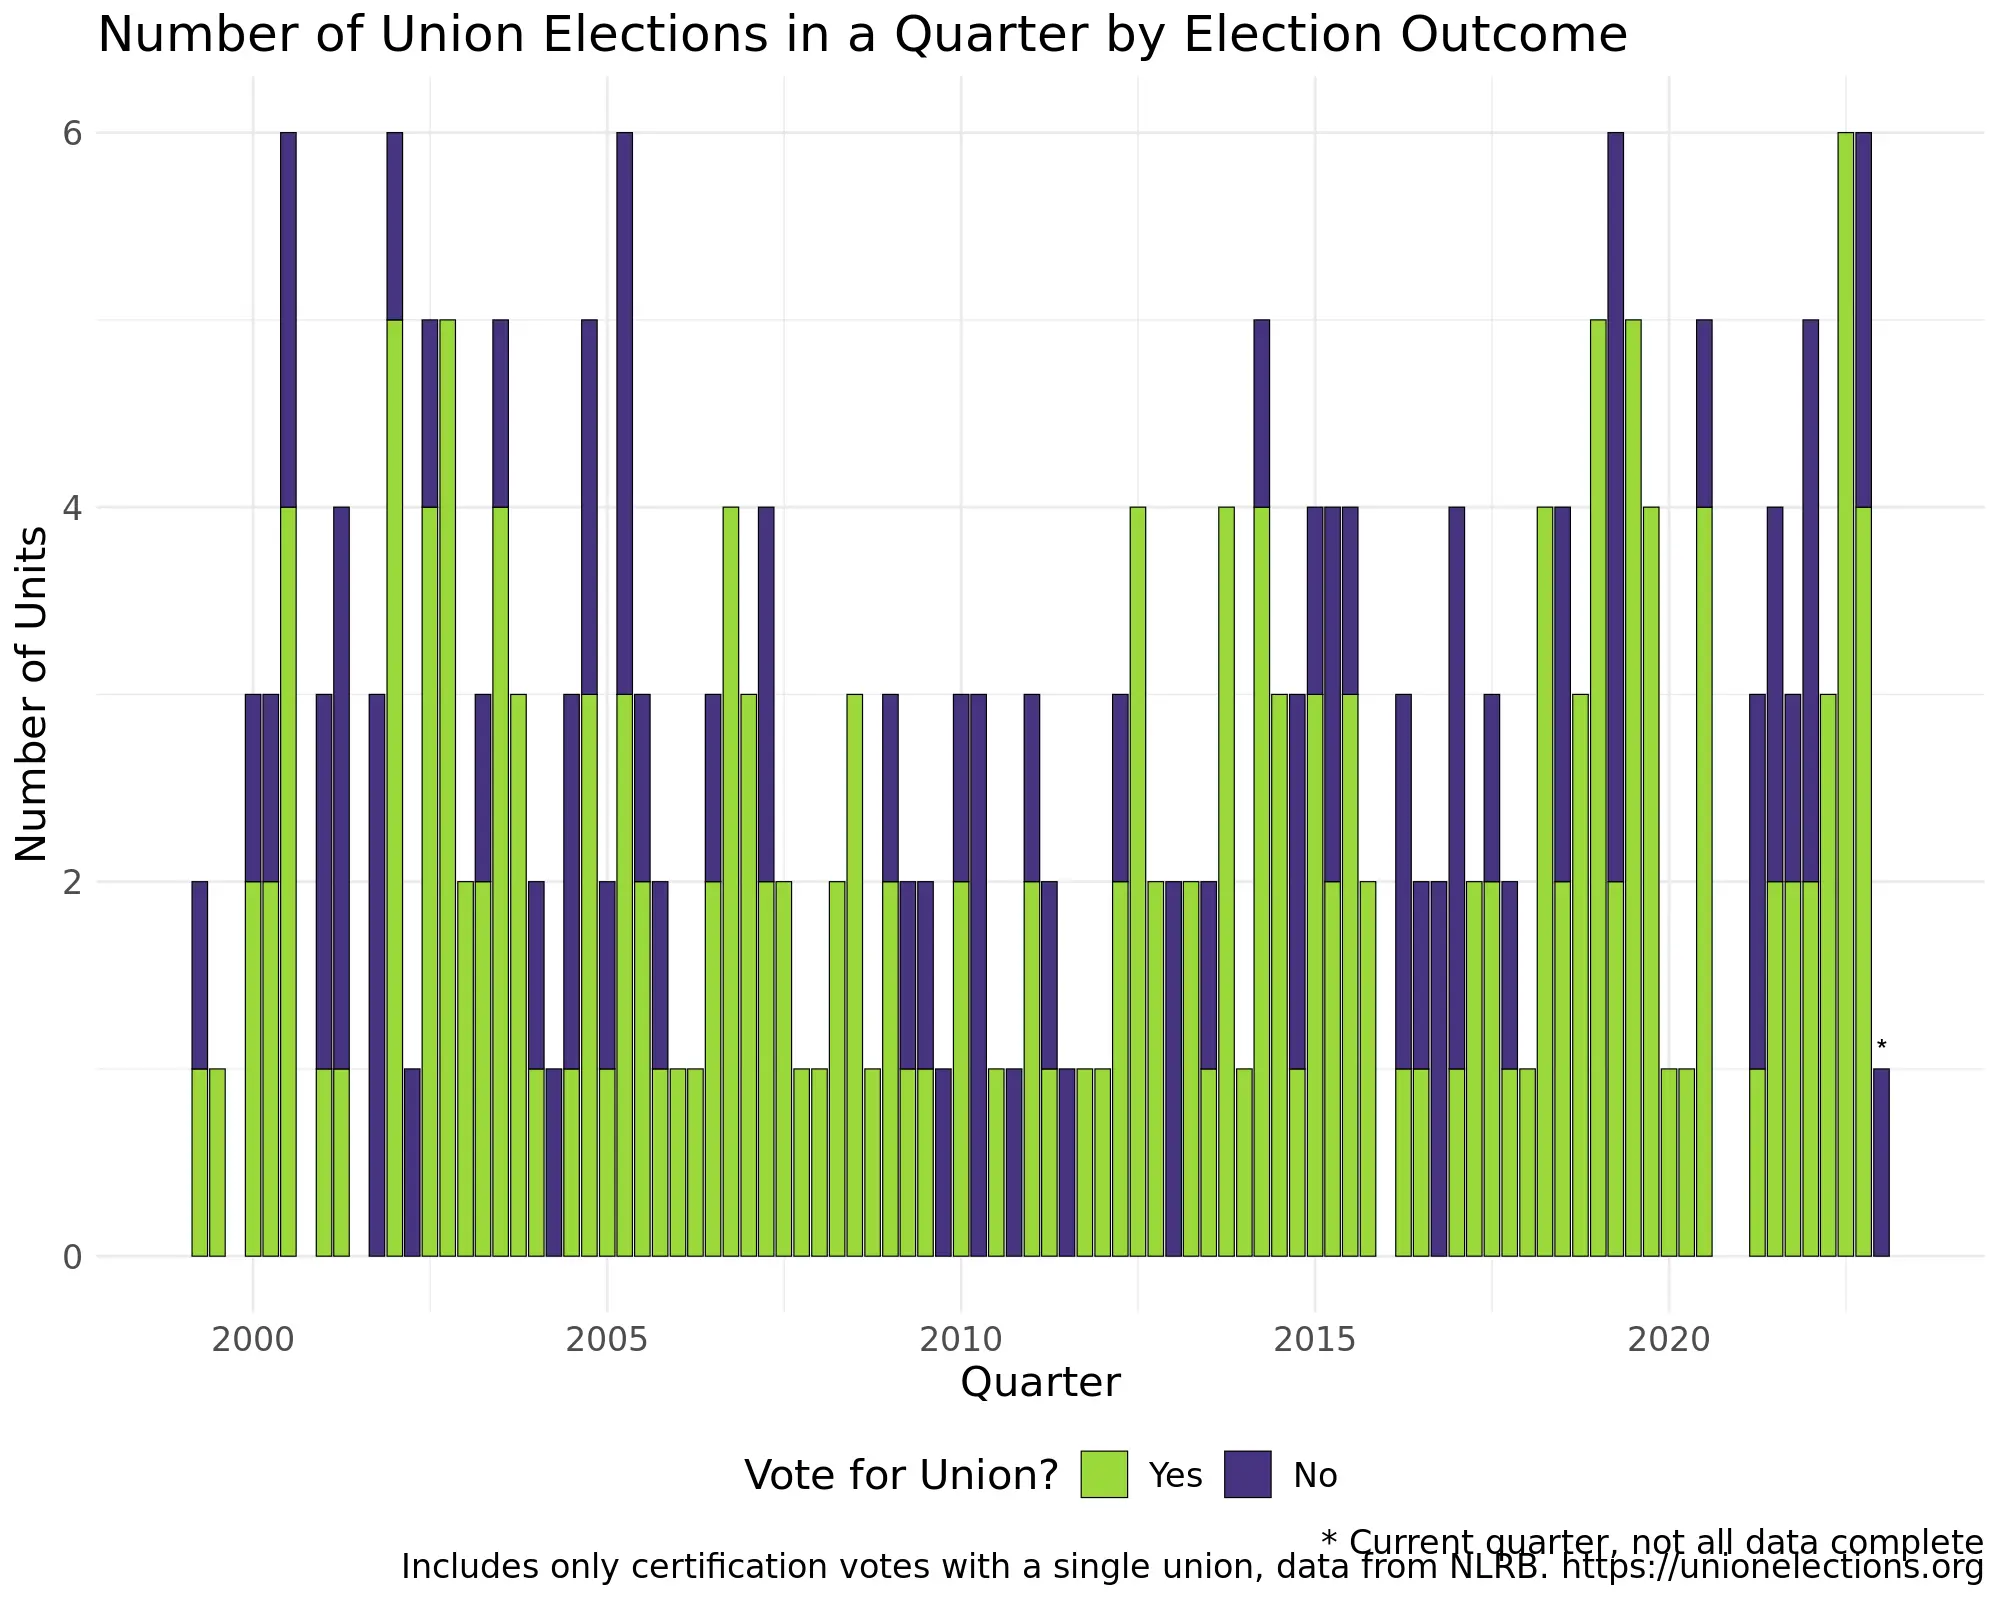 Number of Union Elections in a Quarter by Election Outcome
6
4
2
0
Number of Units
*
2000 2005 2010 2015 2020
Quarter
Vote for Union? Yes No
* Current quarter, not all data complete
Includes only certification votes with a single union, data from NLRB. https://unionelections.org